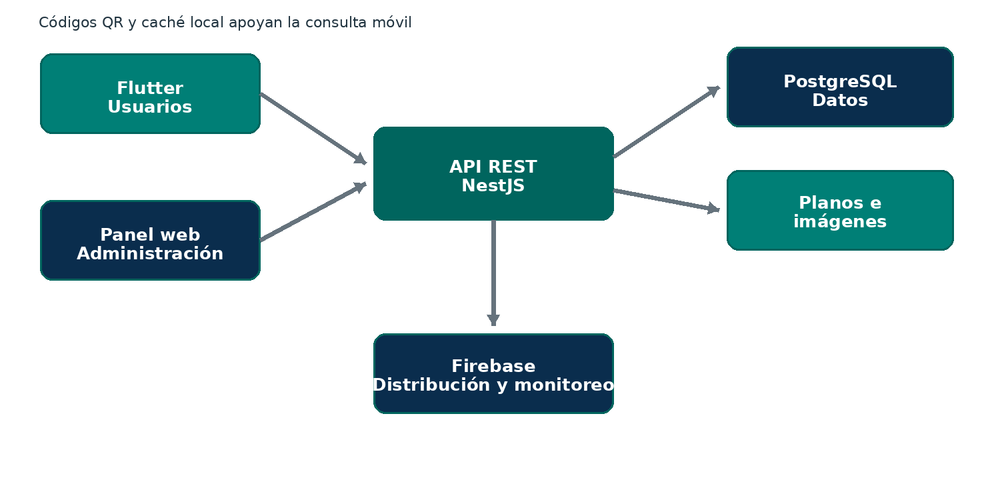 Códigos QR y caché local apoyan la consulta móvil
Flutter
Usuarios
Panel web
Administración
API REST
NestJS
PostgreSQL
Datos
Planos e
imágenes
Firebase
Distribución y monitoreo